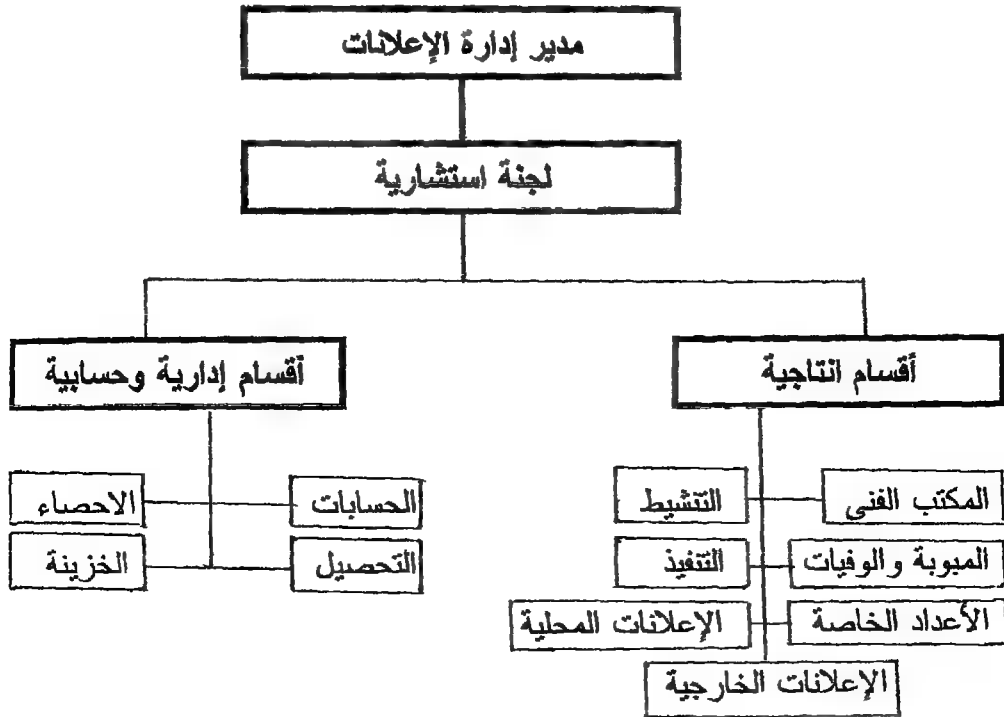 مدير إدارة الإعلانات
لجنة استشارية
أقسام انتاجية
أقسام إدارية وحسابية
المكتب الفنى
التنشيط
الحسابات
الاحصاء
المبوبة والوفيات
التنفيذ
التحصيل
الخزينة
الأعداد الخاصة
الإعلانات المحلية
الإعلانات الخارجية